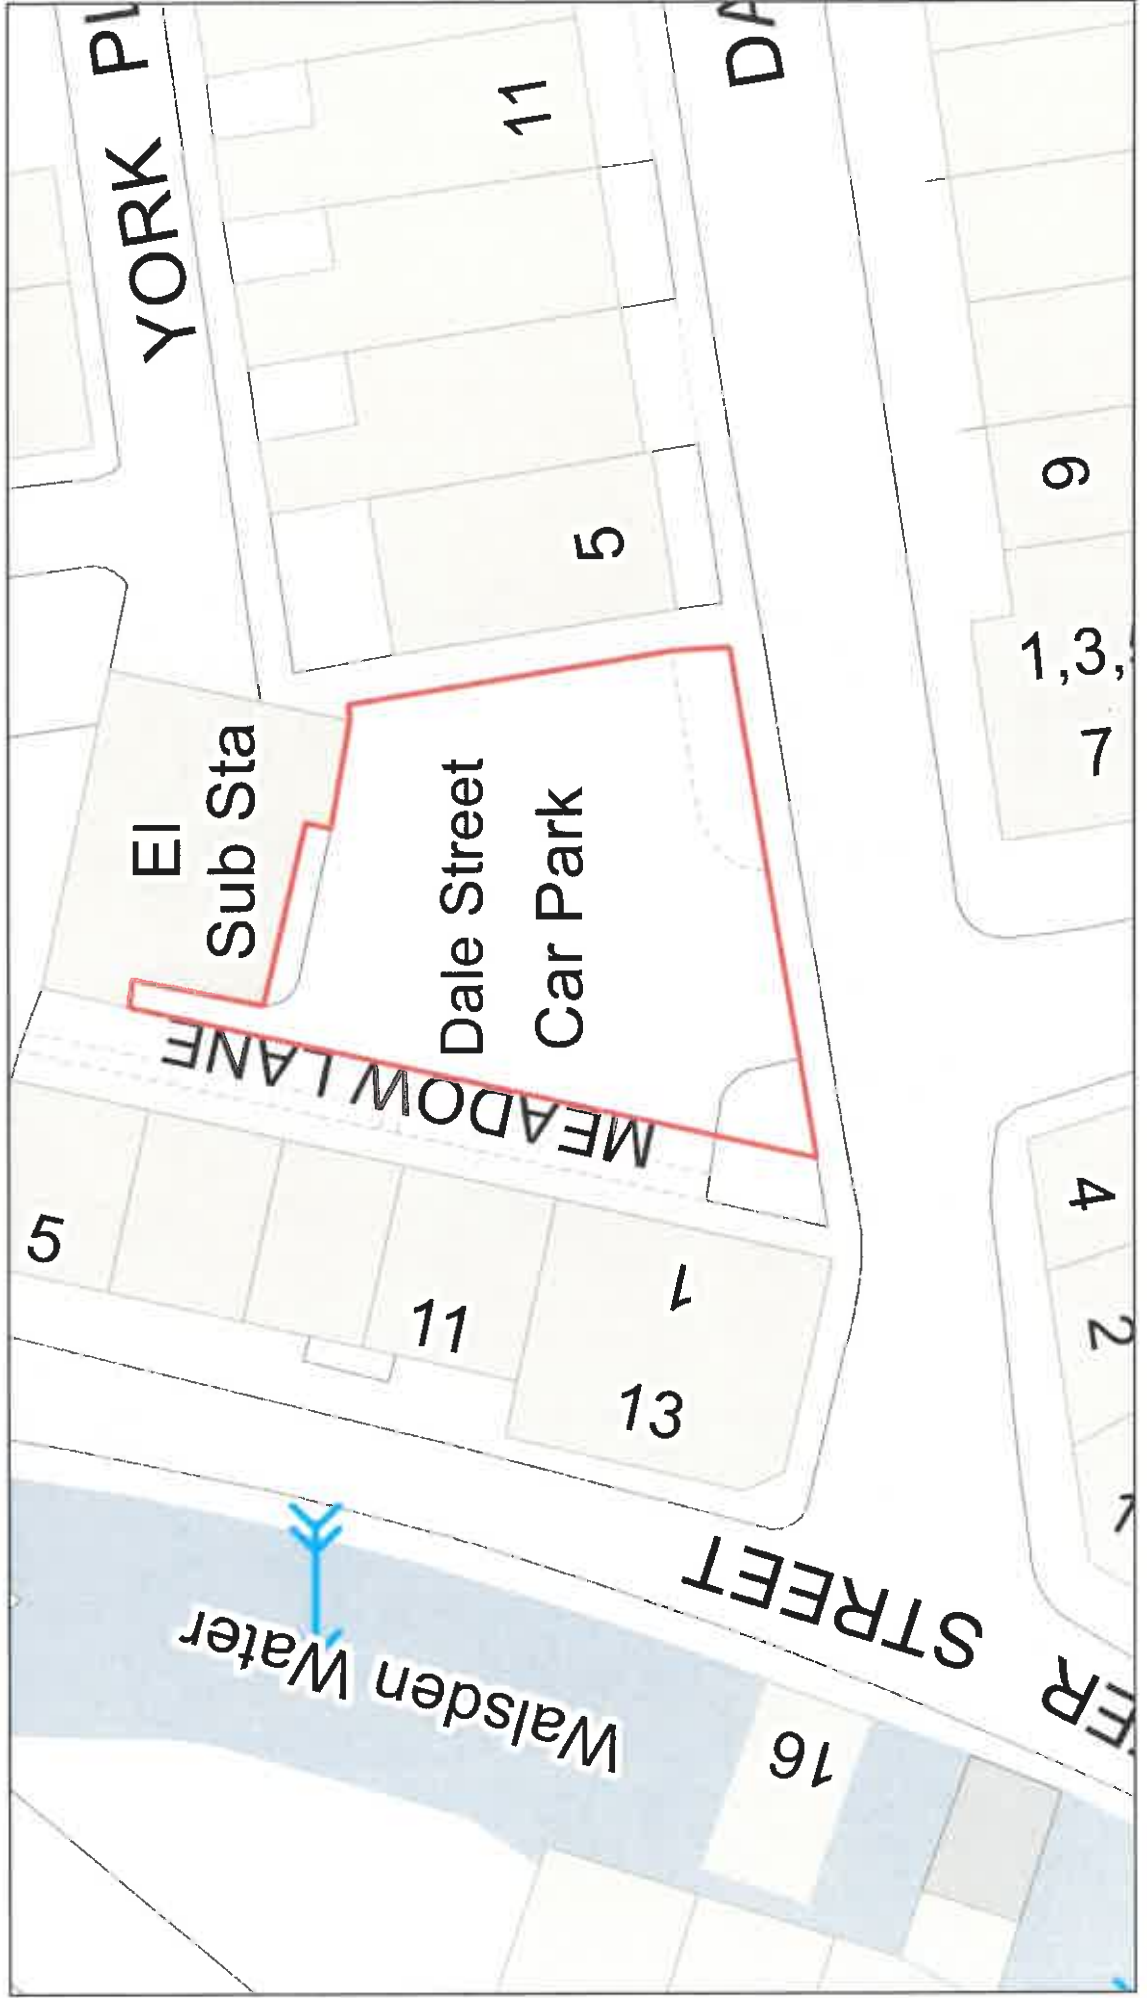 YORK PL
DA
11
5
9
1,3,
7
El
Sub Sta
Dale Street
Car Park
MEADOW LANE
5
11
1
13
4
2
STREET
ER
Walsden Water
16